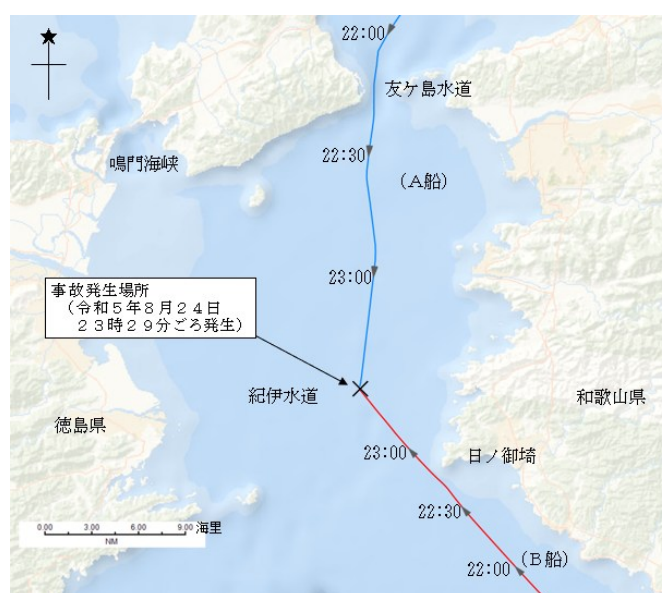 22:00
友ケ島水道
22:30
鳴門海峡
（Ａ船）
23:00
事故発生場所
（令和５年８月２４日
２３時２９分ごろ発生）
紀伊水道
和歌山県
徳島県
23:00
日ノ御埼
22:30
0.00 3.00 6.00 9.00 海里
NM
（Ｂ船）
22:00